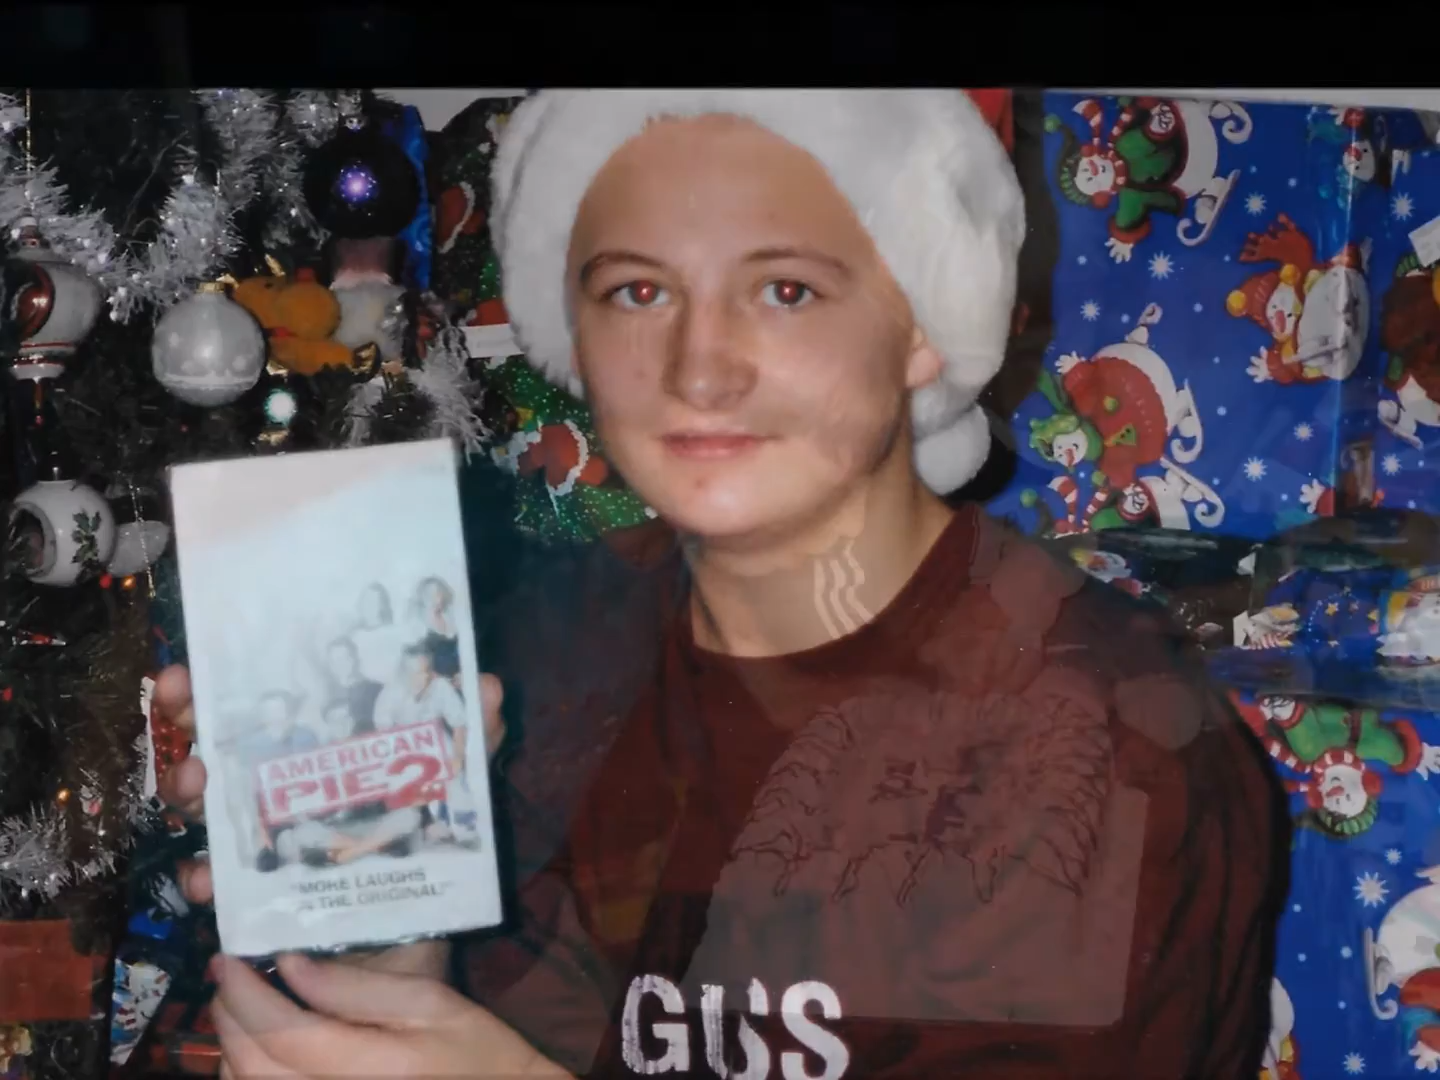 AMERICAN
PIE 2
"MORE LAUGHS
THE ORIGINAL!"
GUS